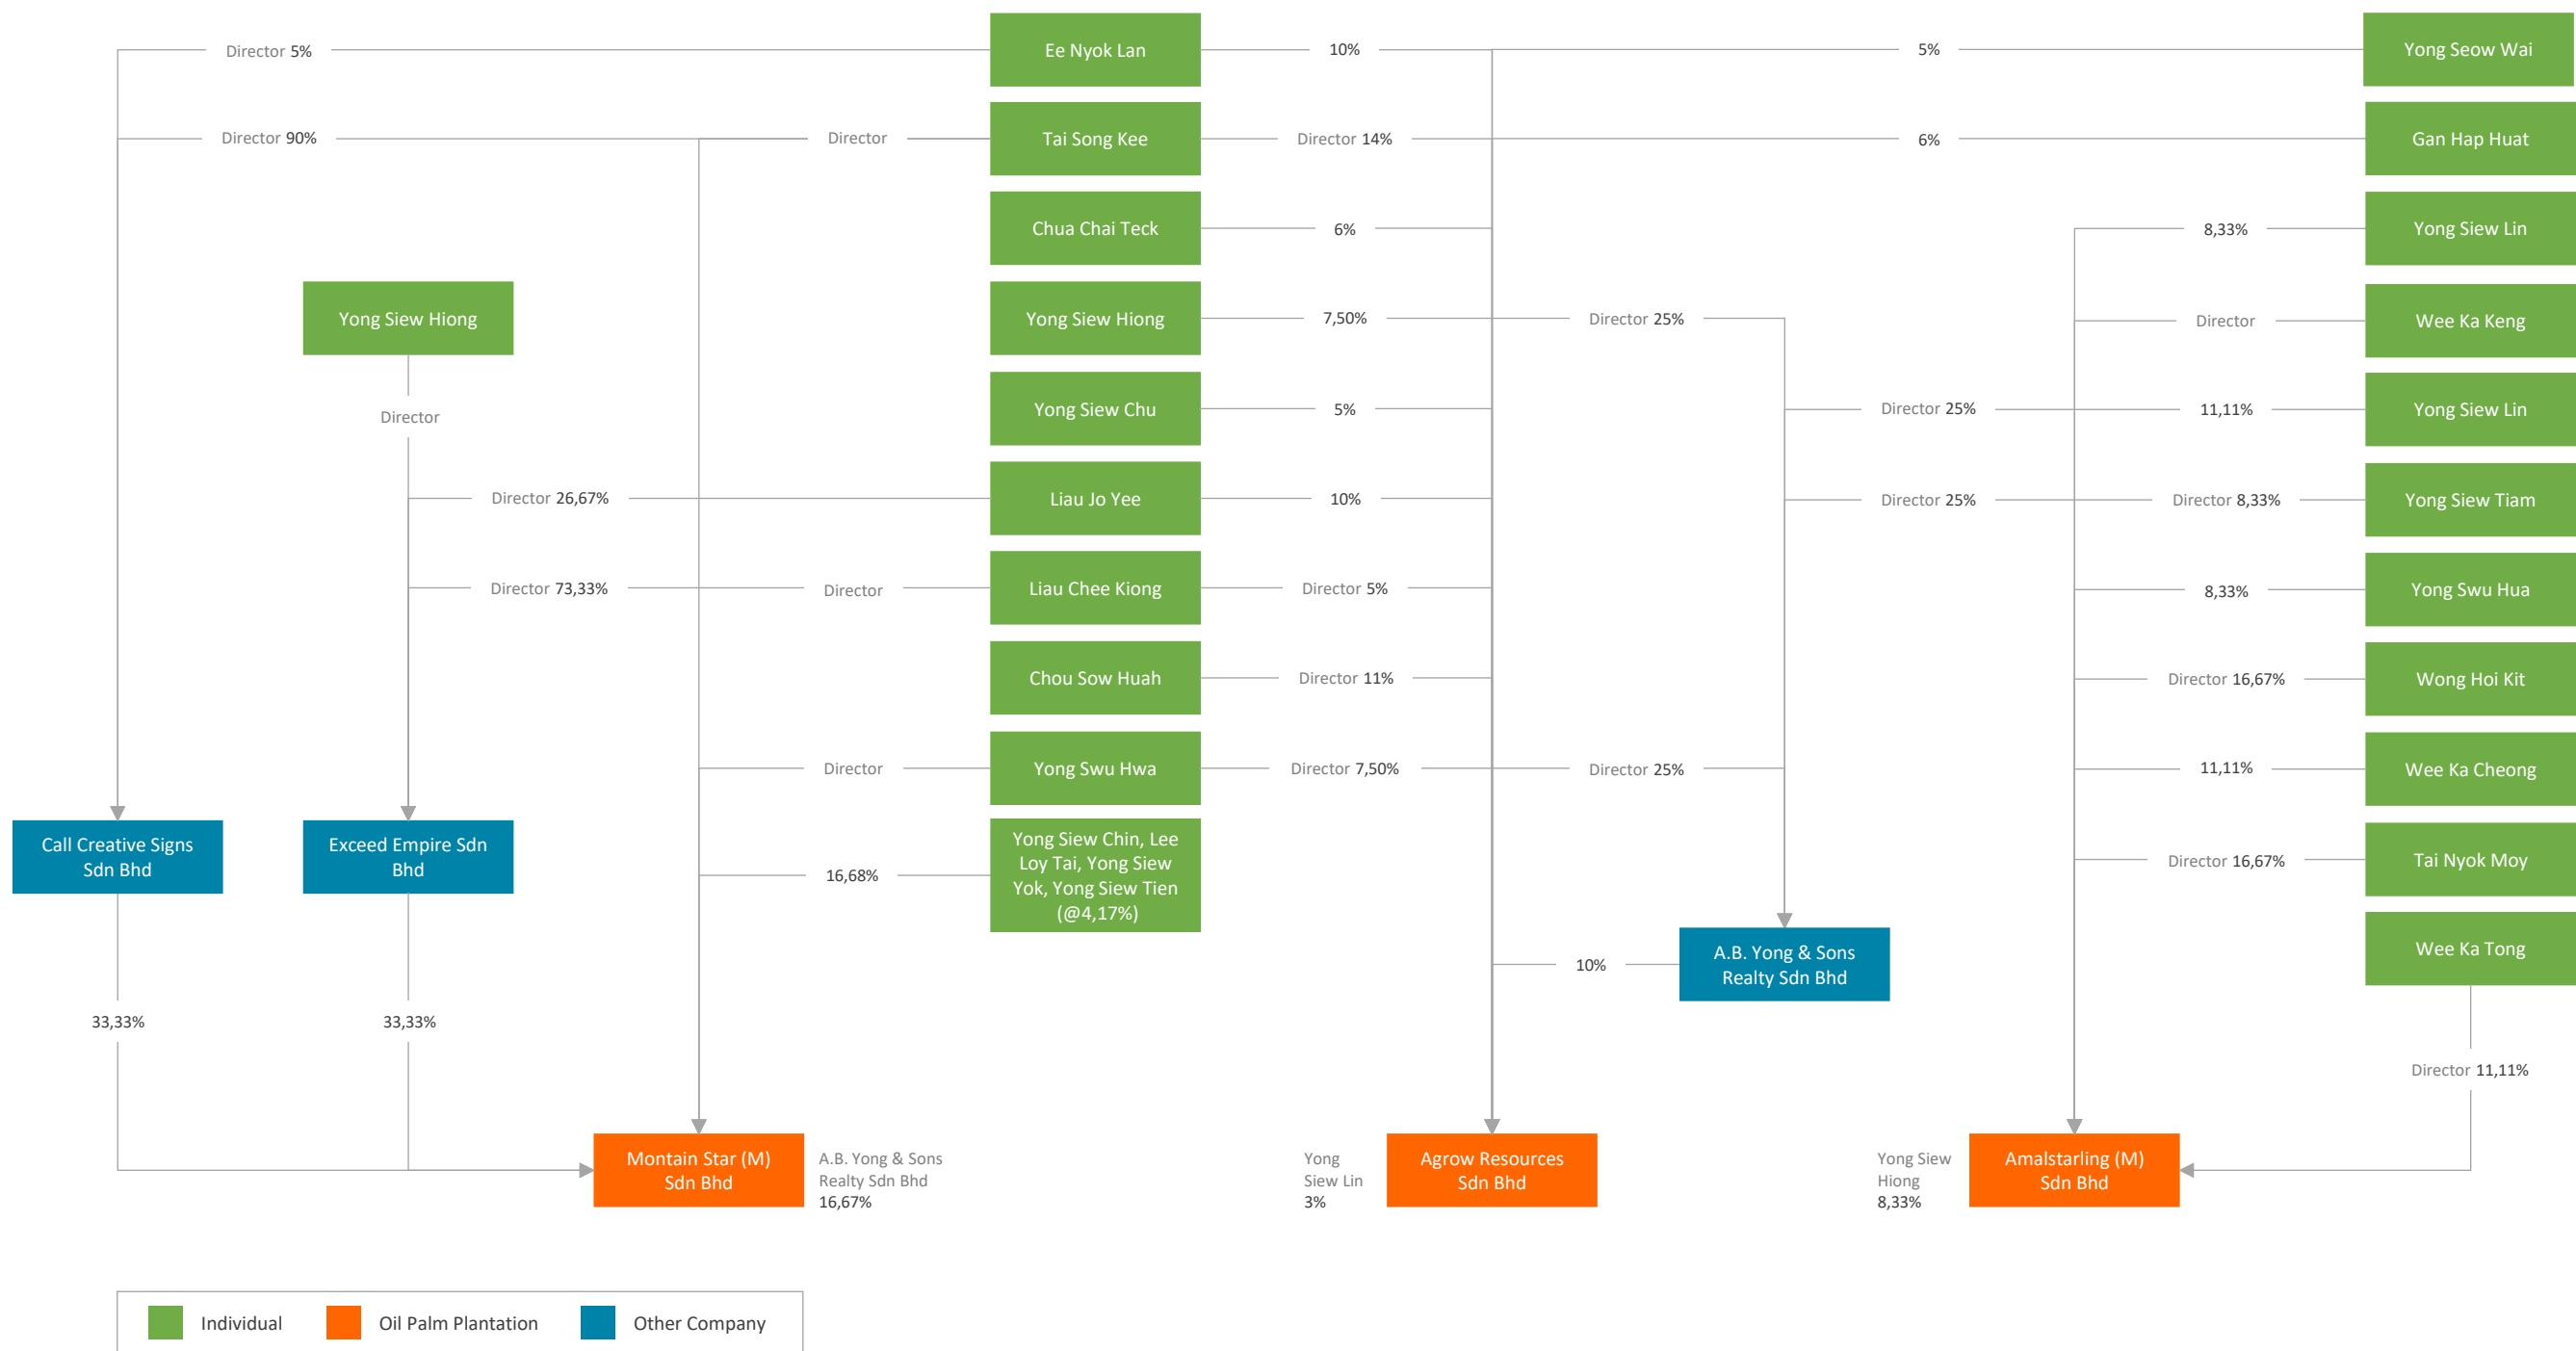 Director 5%
Ee Nyok Lan
10%
5%
Yong Seow Wai
Director 90%
Director
Tai Song Kee
Director 14%
6%
Gan Hap Huat
Chua Chai Teck
6%
8,33%
Yong Siew Lin
Yong Siew Hiong
Yong Siew Hiong
7,50%
Director 25%
Director
Wee Ka Keng
Director
Yong Siew Chu
5%
Director 25%
11,11%
Yong Siew Lin
Director 26,67%
Liau Jo Yee
10%
Director 25%
Director 8,33%
Yong Siew Tiam
Director 73,33%
Director
Liau Chee Kiong
Director 5%
8,33%
Yong Swu Hua
Chou Sow Huah
Director 11%
Director 16,67%
Wong Hoi Kit
Director
Yong Swu Hwa
Director 7,50%
Director 25%
11,11%
Wee Ka Cheong
Call Creative Signs
Sdn Bhd
Exceed Empire Sdn
Bhd
16,68%
Yong Siew Chin, Lee
Loy Tai, Yong Siew
Yok, Yong Siew Tien
(@4,17%)
Director 16,67%
Tai Nyok Moy
10%
A.B. Yong & Sons
Realty Sdn Bhd
Wee Ka Tong
33,33%
33,33%
Director 11,11%
Montain Star (M)
Sdn Bhd
A.B. Yong & Sons
Realty Sdn Bhd
16,67%
Yong
Siew Lin
3%
Agrow Resources
Sdn Bhd
Yong Siew
Hiong
8,33%
Amalstarling (M)
Sdn Bhd
Individual
Oil Palm Plantation
Other Company